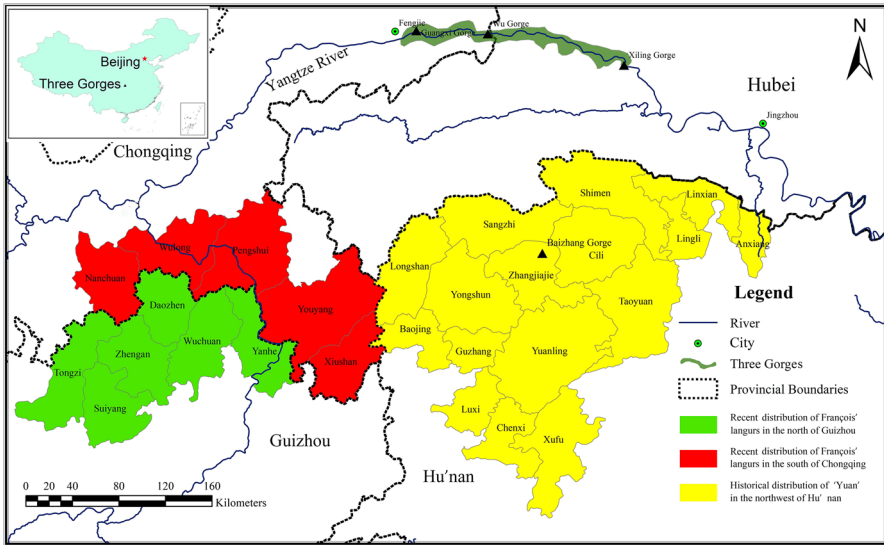 Beijing
Three Gorges
Fengjie
Guangxi Gorge
Wu Gorge
Xiling Gorge
N
Yangtze River
Hubei
Jingzhou
Chongqing
Shimen
Linxian
Sangzhi
Lingli
Anxiang
Baizhang Gorge
Cili
Wulong
Pengshui
Longshan
Zhangjiajie
Nanchuan
Yongshun
Taoyuan
Daozhen
Youyang
Baojing
Wuchuan
Zhengan
Yanhe
Guzhang
Yuanling
Xiushan
Tongzi
Suiyang
Luxi
Chenxi
Xufu
Guizhou
Hu'nan
Legend
River
City
Three Gorges
Provincial Boundaries
Recent distribution of François'
langurs in the north of Guizhou
Recent distribution of François'
langurs in the south of Chongqing
Historical distribution of 'Yuan'
in the northwest of Hu' nan
0 20 40 80 120 160
Kilometers